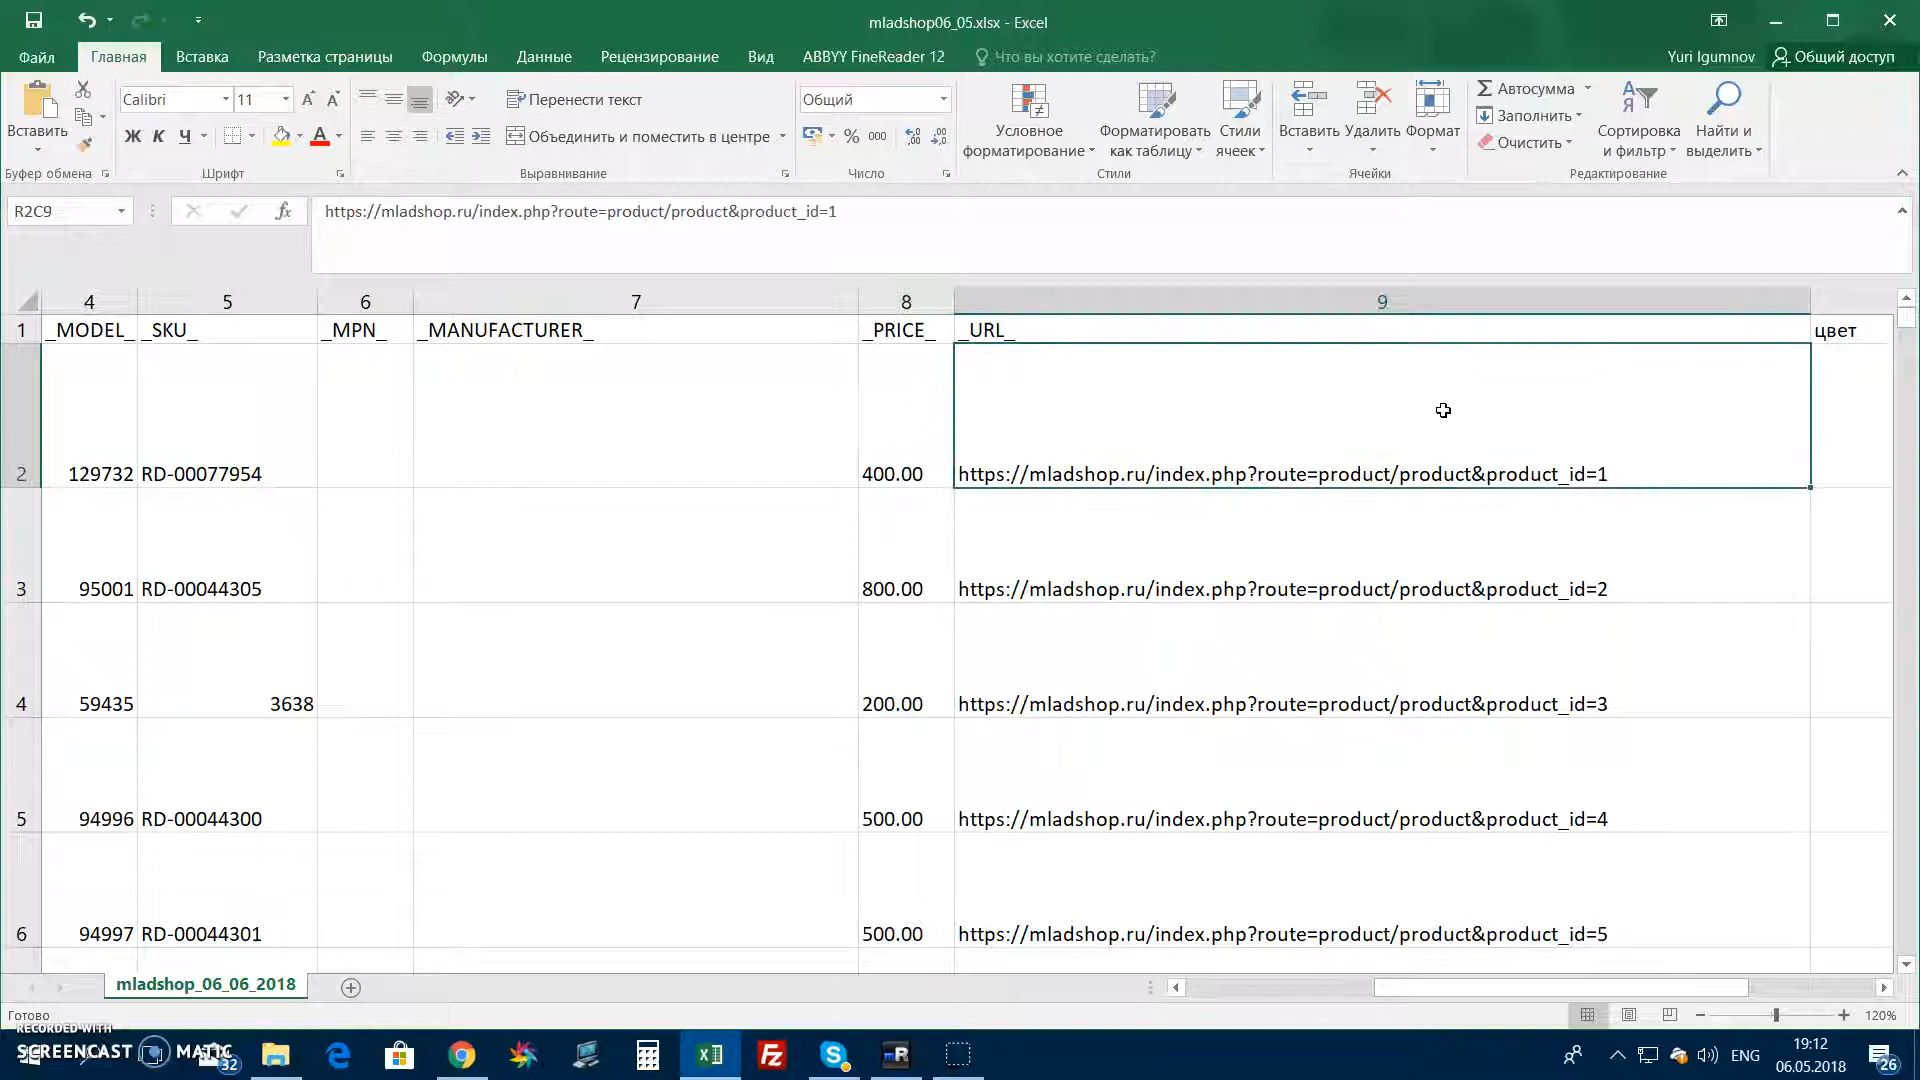 mladshop06_05.xlsx - Excel
Файл Главная Вставка Разметка страницы Формулы Данные Рецензирование Вид ABBYY FineReader 12 Что вы хотите сделать? Yuri Igumnov Общий доступ
Вставить
Буфер обмена
Calibri 11
Ж К Ч А
Шрифт
Перенести текст
Объединить и поместить в центре
Выравнивание
Общий
% 000
Число
Условное форматирование
Форматировать как таблицу
Стили ячеек
Стили
Вставить Удалить Формат
Ячейки
Автосумма
Заполнить
Очистить
Сортировка и фильтр
Найти и выделить
Редактирование
R2C9 fx https://mladshop.ru/index.php?route=product/product&product_id=1
4 5 6 7 8 9
1 _MODEL_ _SKU_ _MPN_ _MANUFACTURER_ _PRICE_ _URL_ цвет
2 129732 RD-00077954 400.00 https://mladshop.ru/index.php?route=product/product&product_id=1
3 95001 RD-00044305 800.00 https://mladshop.ru/index.php?route=product/product&product_id=2
4 59435 3638 200.00 https://mladshop.ru/index.php?route=product/product&product_id=3
5 94996 RD-00044300 500.00 https://mladshop.ru/index.php?route=product/product&product_id=4
6 94997 RD-00044301 500.00 https://mladshop.ru/index.php?route=product/product&product_id=5
mladshop_06_06_2018
Готово
120%
RECORDED WITH
SCREENCAST MATIC
32
ENG
19:12
06.05.2018
26